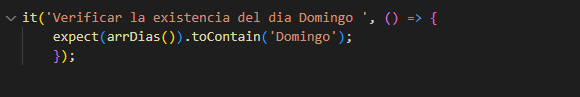 it('Verificar la existencia del dia Domingo ', () => {
    expect(arrDias()).toContain('Domingo');
    });